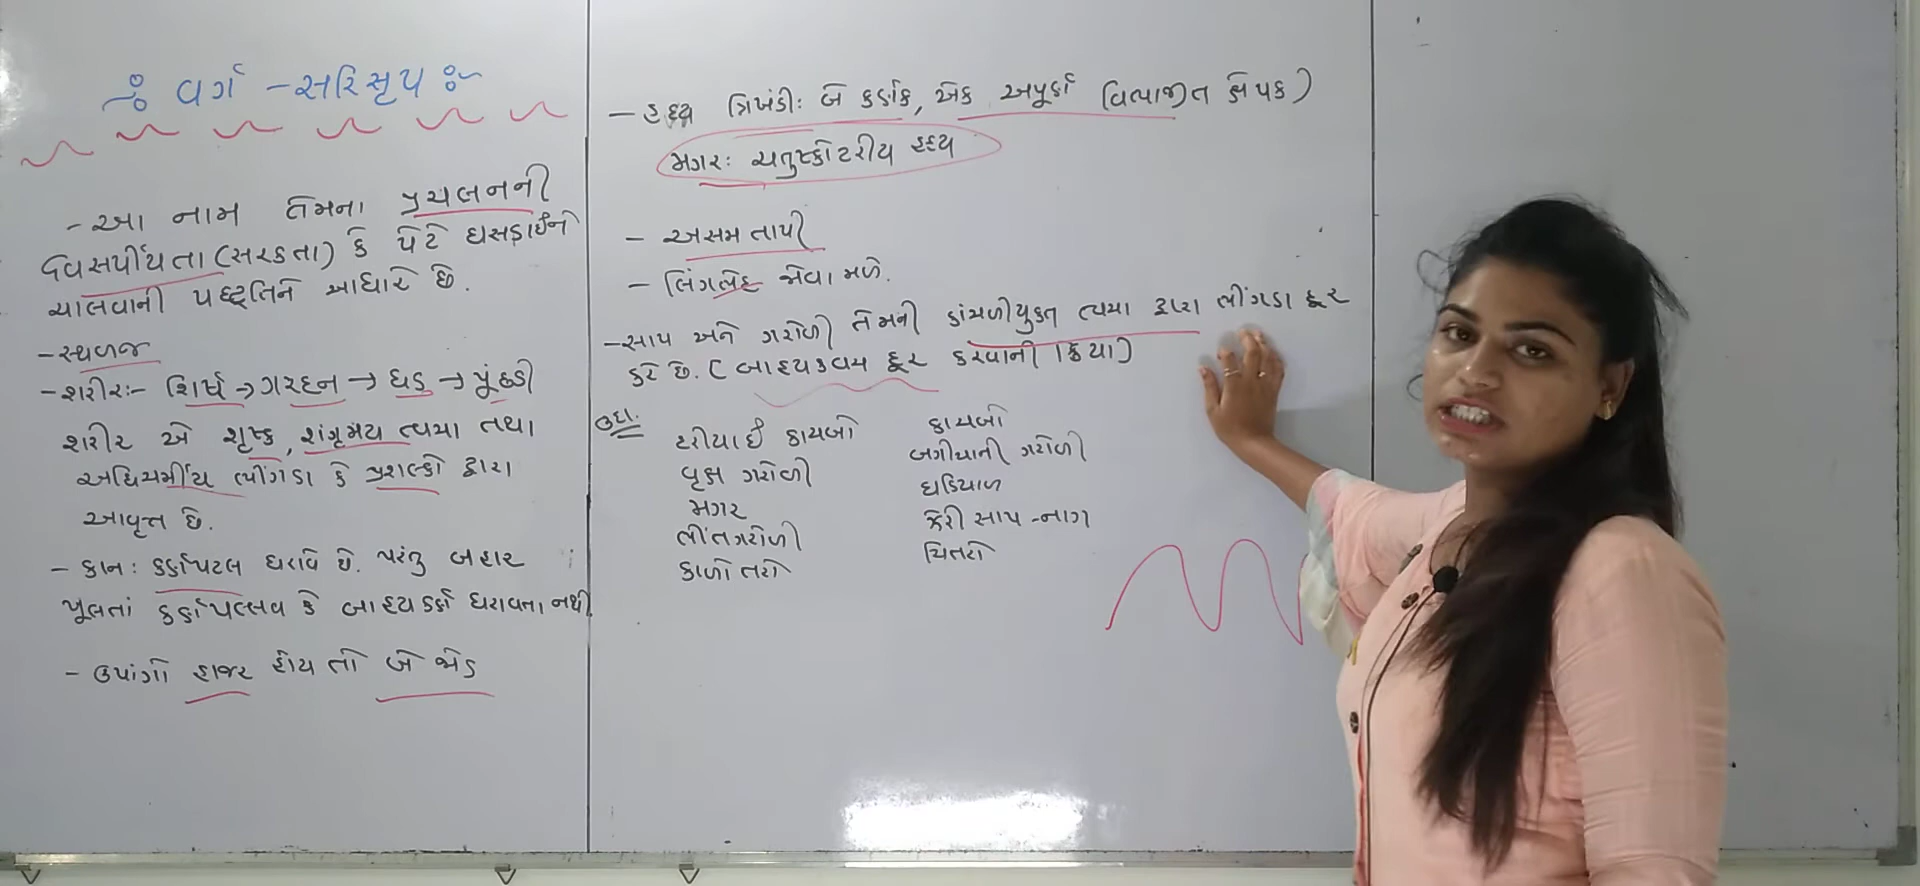 વર્ગ - સરિસૃપ
- આ નામ તેમના પ્રચલનની
દવસર્પીયતા (સરકતા) કે પેટે ઘસડાઈને
ચાલવાની પદ્ધતિને આધારે છે.
- સ્થળજ
- શરીર:- શિર્ષ → ગરદન → ધડ → પૂંછડી
શરીર એ શુષ્ક, શૃંગમય ત્વચા તથા
અધિચર્મીય ભીંગડા કે પ્રશલ્કો દ્વારા
આવૃત્ત છે.
- કાન: કર્ણપટલ ધરાવે છે. પરંતુ બહાર
ખૂલતાં કર્ણપલ્લવ કે બાહ્યકર્ણ ધરાવતા નથી
- ઉપાંગો હાજર હોય તો બે જોડ
- હૃદય ત્રિખંડી: બે કર્ણક, એક અપૂર્ણ વિભાજીત ક્ષેપક)
મગર: ચતુષ્કોટરીય હૃદય
- અસમતાપી
- લિંગભેદ જોવા મળે.
- સાપ અને ગરોળી તેમની કાંચળીયુક્ત ત્વચા દ્વારા ભીંગડા દૂર
કરે છે. (બાહ્યકવચ દૂર કરવાની ક્રિયા)
ઉદા.
દરીયાઈ કાચબો
વૃક્ષ ગરોળી
મગર
ભીંતગરોળી
કાળોતરો
કાચબો
બગીચાની ગરોળી
ઘડિયાળ
ઝેરી સાપ - નાગ
ચિતરો